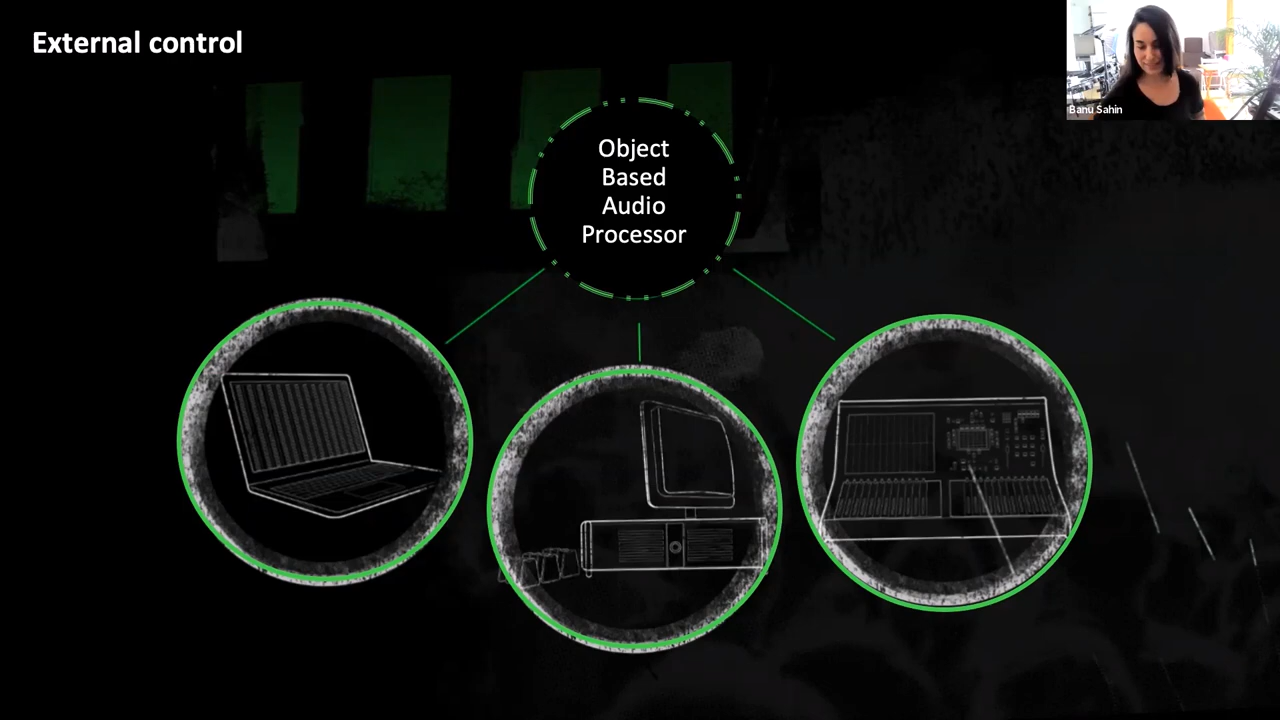 External control
Banu Sahin
Object
Based
Audio
Processor